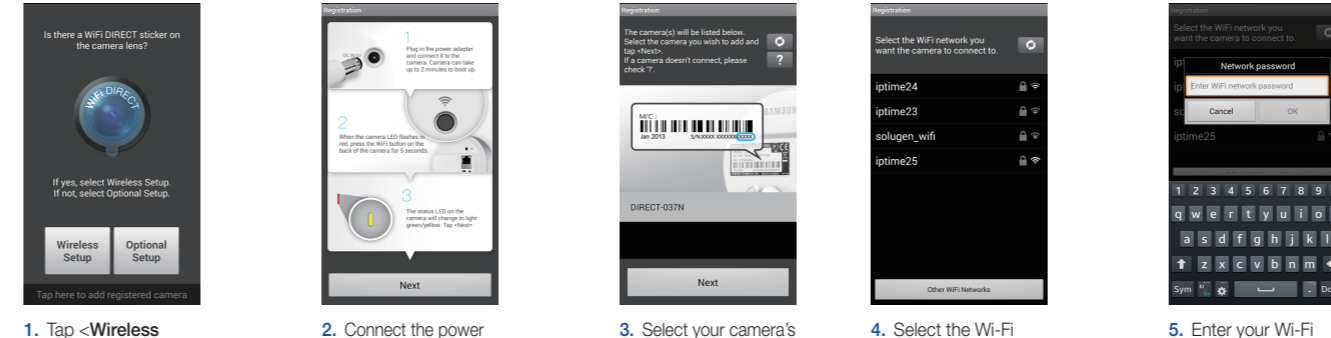 Is there a WiFi DIRECT sticker on
the camera lens?
WiFi DIRECT
If yes, select Wireless Setup.
If not, select Optional Setup.
Wireless
Setup
Optional
Setup
Tap here to add registered camera
1. Tap <Wireless
Registration
1
Plug in the power adapter
and connect it to the
camera. Camera can take
up to 2 minutes to boot up.
2
When the camera LED flashes in
red, press the WiFi button on the
back of the camera for 5 seconds.
3
The status LED on the
camera will change to light
green/yellow. Tap <Next>
Next
2. Connect the power
Registration
The camera(s) will be listed below.
Select the camera you wish to add and
tap <Next>.
If a camera doesn't connect, please
check '?'.
?
SAMSUNG
M/C :
Jan 2013
DIRECT-037N
Next
3. Select your camera's
Registration
Select the WiFi network you
want the camera to connect to.
iptime24
iptime23
solugen_wifi
iptime25
Other WiFi Networks
4. Select the Wi-Fi
Registration
Select the WiFi network you
want the camera to connect to.
Network password
Enter WiFi network password
Cancel
OK
iptime25
1 2 3 4 5 6 7 8 9
q w e r t y u i o
a s d f g h j k l
z x c v b n m
Sym
.
Do
5. Enter your Wi-Fi